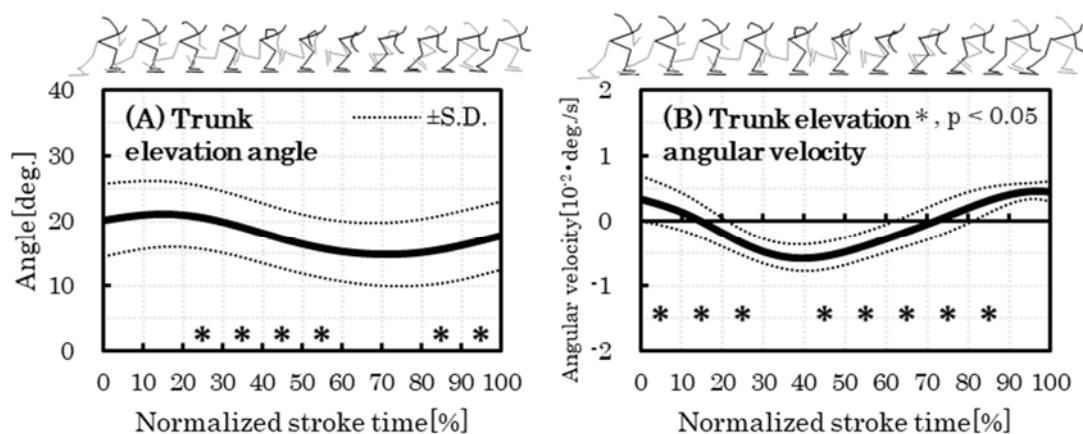 (A) Trunk
elevation angle
±S.D.
40
30
20
10
0
Angle[deg.]
* * * * * *
0 10 20 30 40 50 60 70 80 90 100
Normalized stroke time[%]
(B) Trunk elevation *, p < 0.05
angular velocity
2
1
0
-1
-2
Angular velocity[10⁻²•deg./s]
* * * * * * * *
0 10 20 30 40 50 60 70 80 90 100
Normalized stroke time[%]